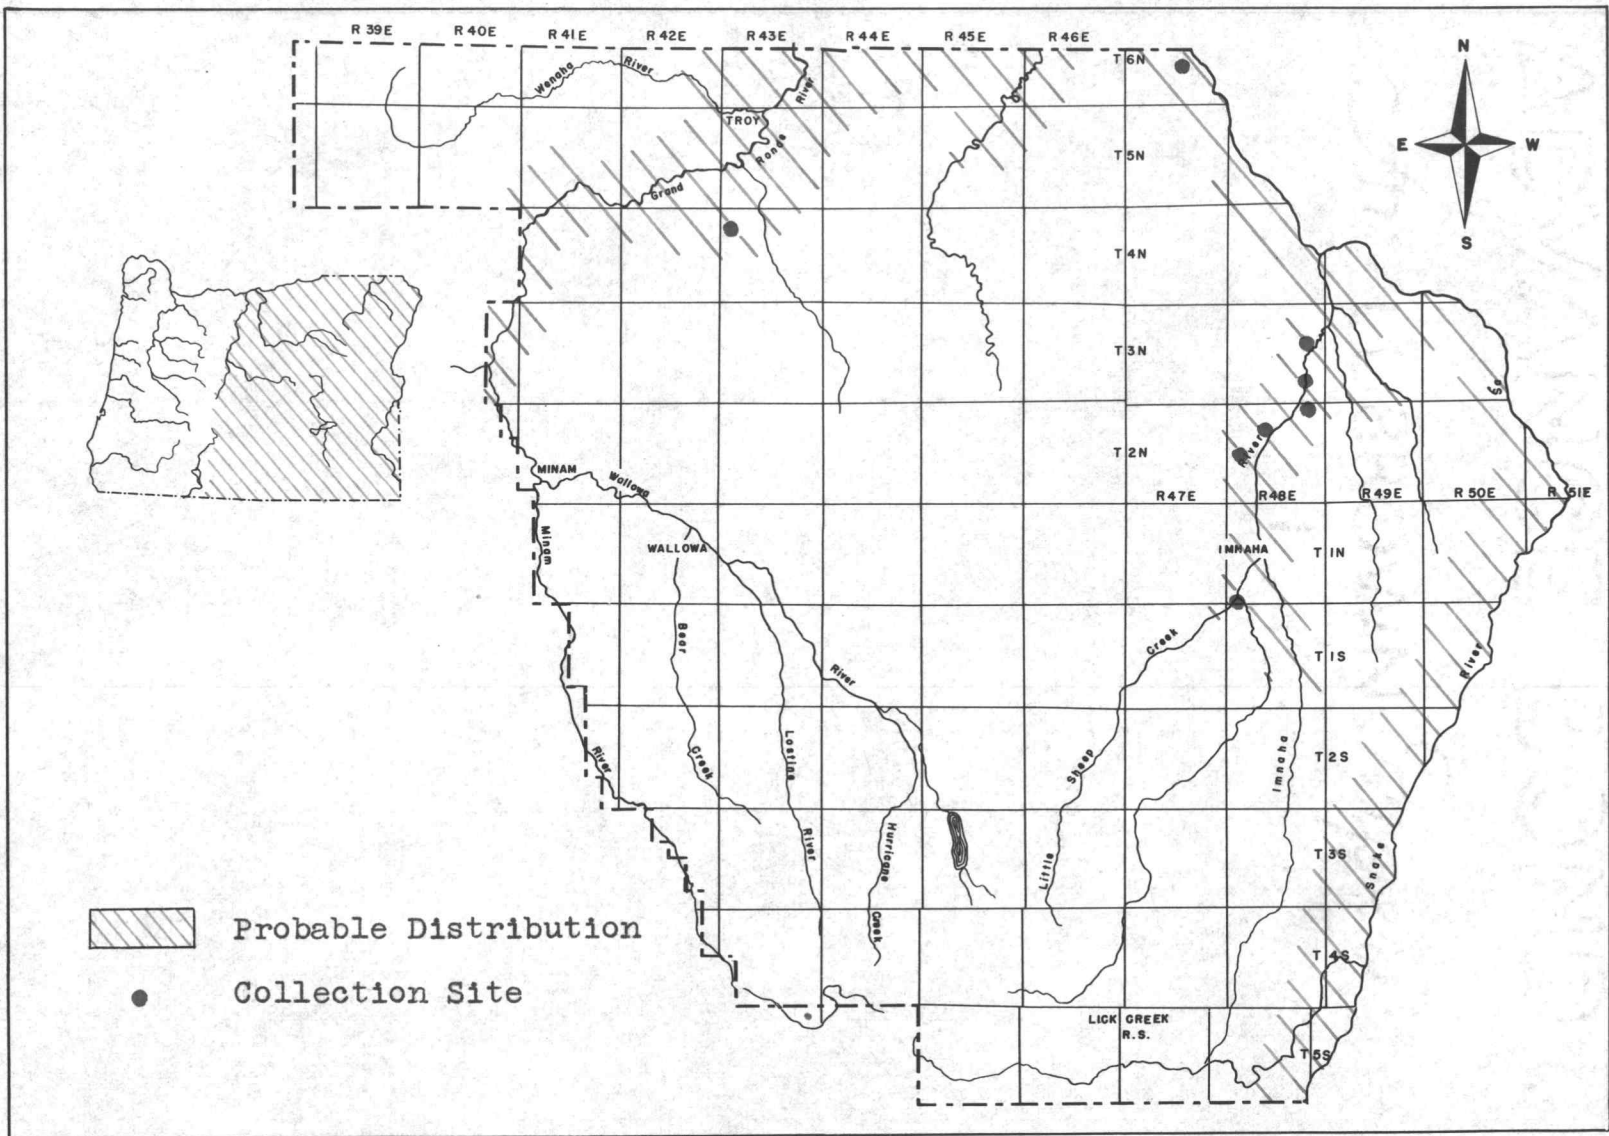 R 39E R 40E R 41E R 42E R 43E R 44E R 45E R 46E
N
E W
S
T 6N
Wenaha River
River
TROY
Ronde
Grand
T 5N
T 4N
T 3N
T 2N
River
MINAM
Wallowa
R 47E R 48E R 49E R 50E R 51E
Minam
WALLOWA
IMHAHA
T 1N
Bear
Creek
T 1S
River
River
River
Creek
Lostine
Sheep
Imnaha
T 2S
River
Hurricane
Little
T 3S
Snake
Creek
T 4S
Probable Distribution
Collection Site
LICK CREEK
R.S.
T 5S